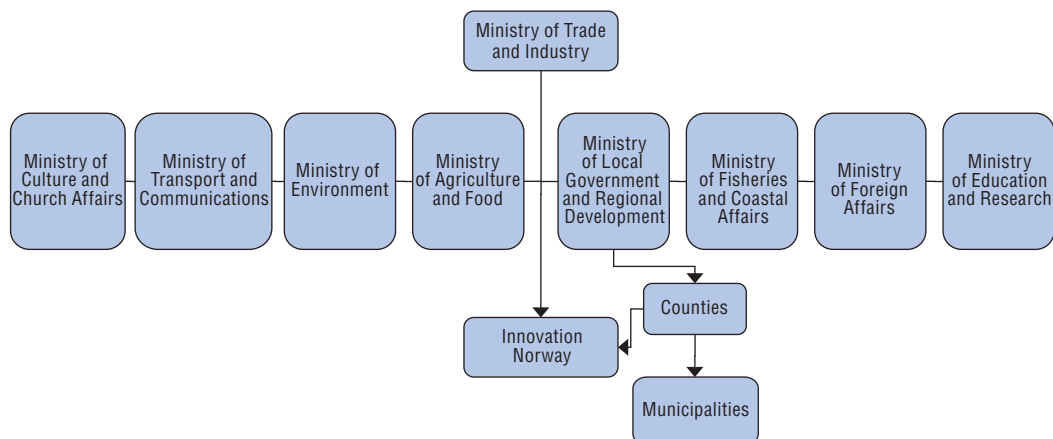 Ministry of Trade
and Industry
Ministry of
Culture and
Church Affairs
Ministry of
Transport and
Communications
Ministry of
Environment
Ministry
of Agriculture
and Food
Ministry
of Local
Government
and Regional
Development
Ministry
of Fisheries
and Coastal
Affairs
Ministry
of Foreign
Affairs
Ministry
of Education
and Research
Counties
Innovation
Norway
Municipalities